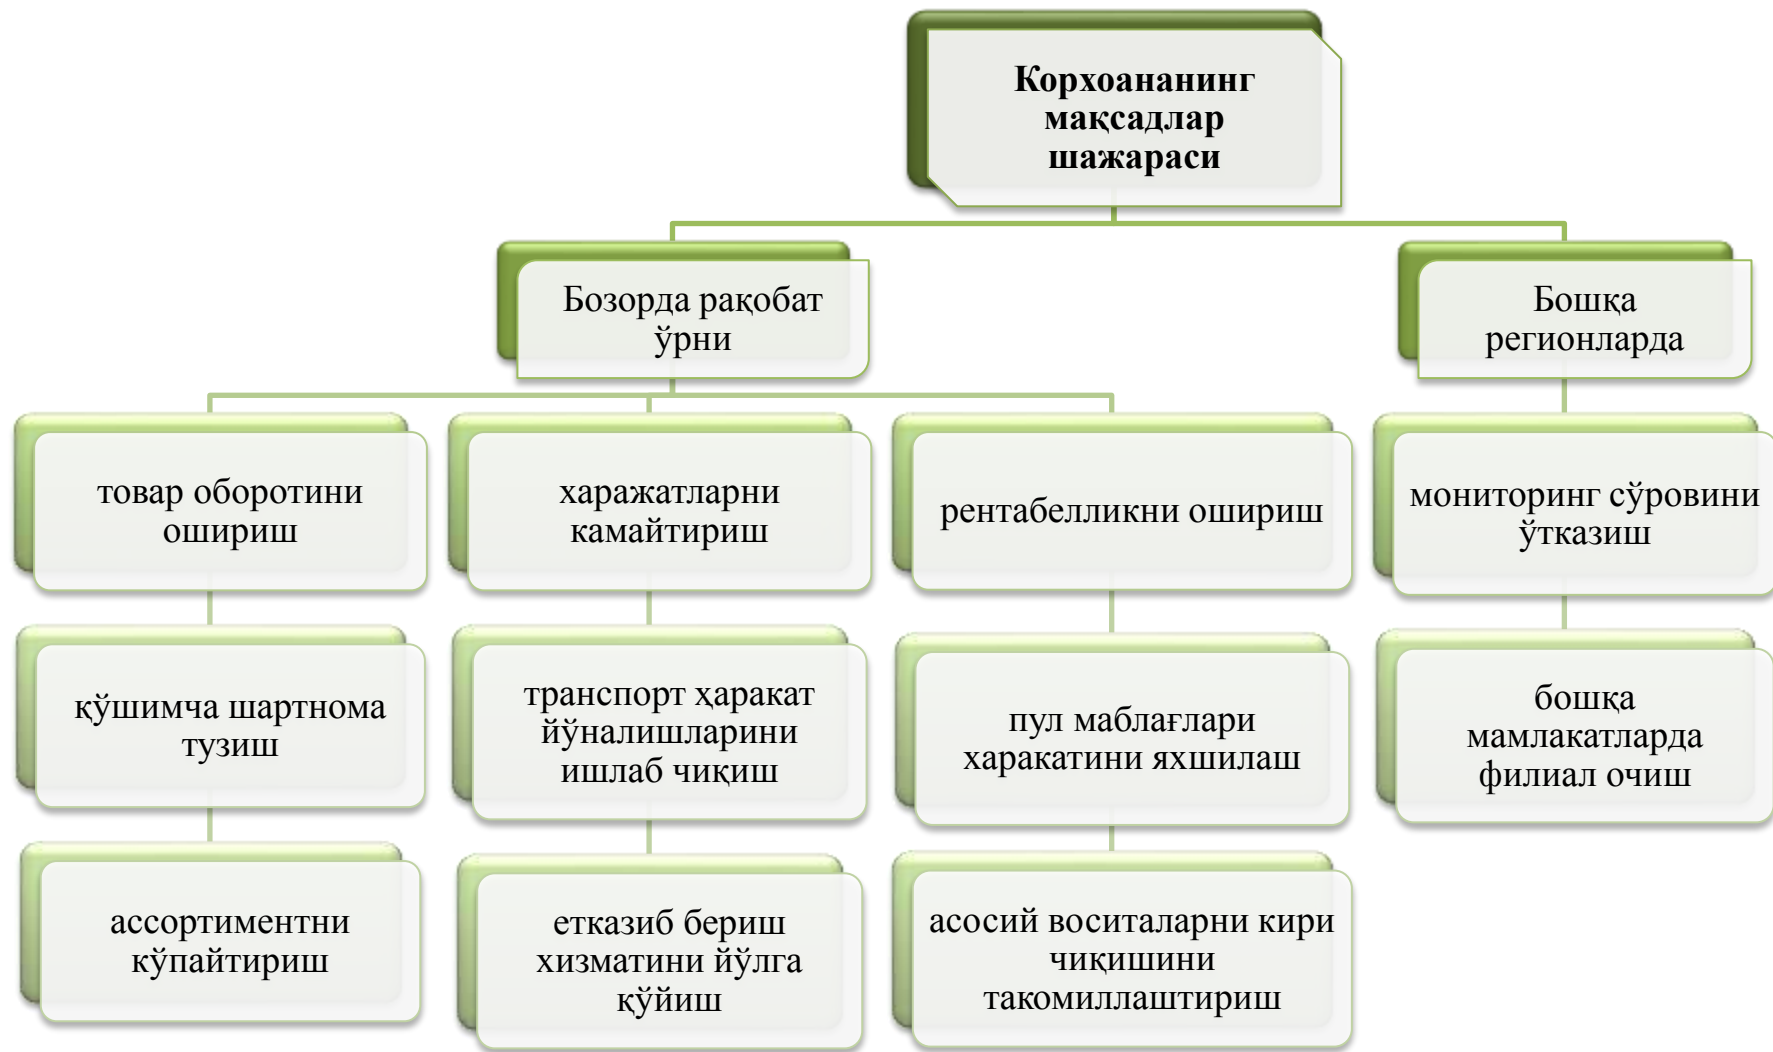 Корхоананинг
мақсадлар
шажараси
Бозорда рақобат
ўрни
Бошқа
регионларда
товар оборотини
ошириш
харажатларни
камайтириш
рентабелликни ошириш
мониторинг сўровини
ўтказиш
қўшимча шартнома
тузиш
транспорт ҳаракат
йўналишларини
ишлаб чиқиш
пул маблағлари
харакатини яхшилаш
бошқа
мамлакатларда
филиал очиш
ассортиментни
кўпайтириш
етказиб бериш
хизматини йўлга
қўйиш
асосий воситаларни кири
чиқишини
такомиллаштириш